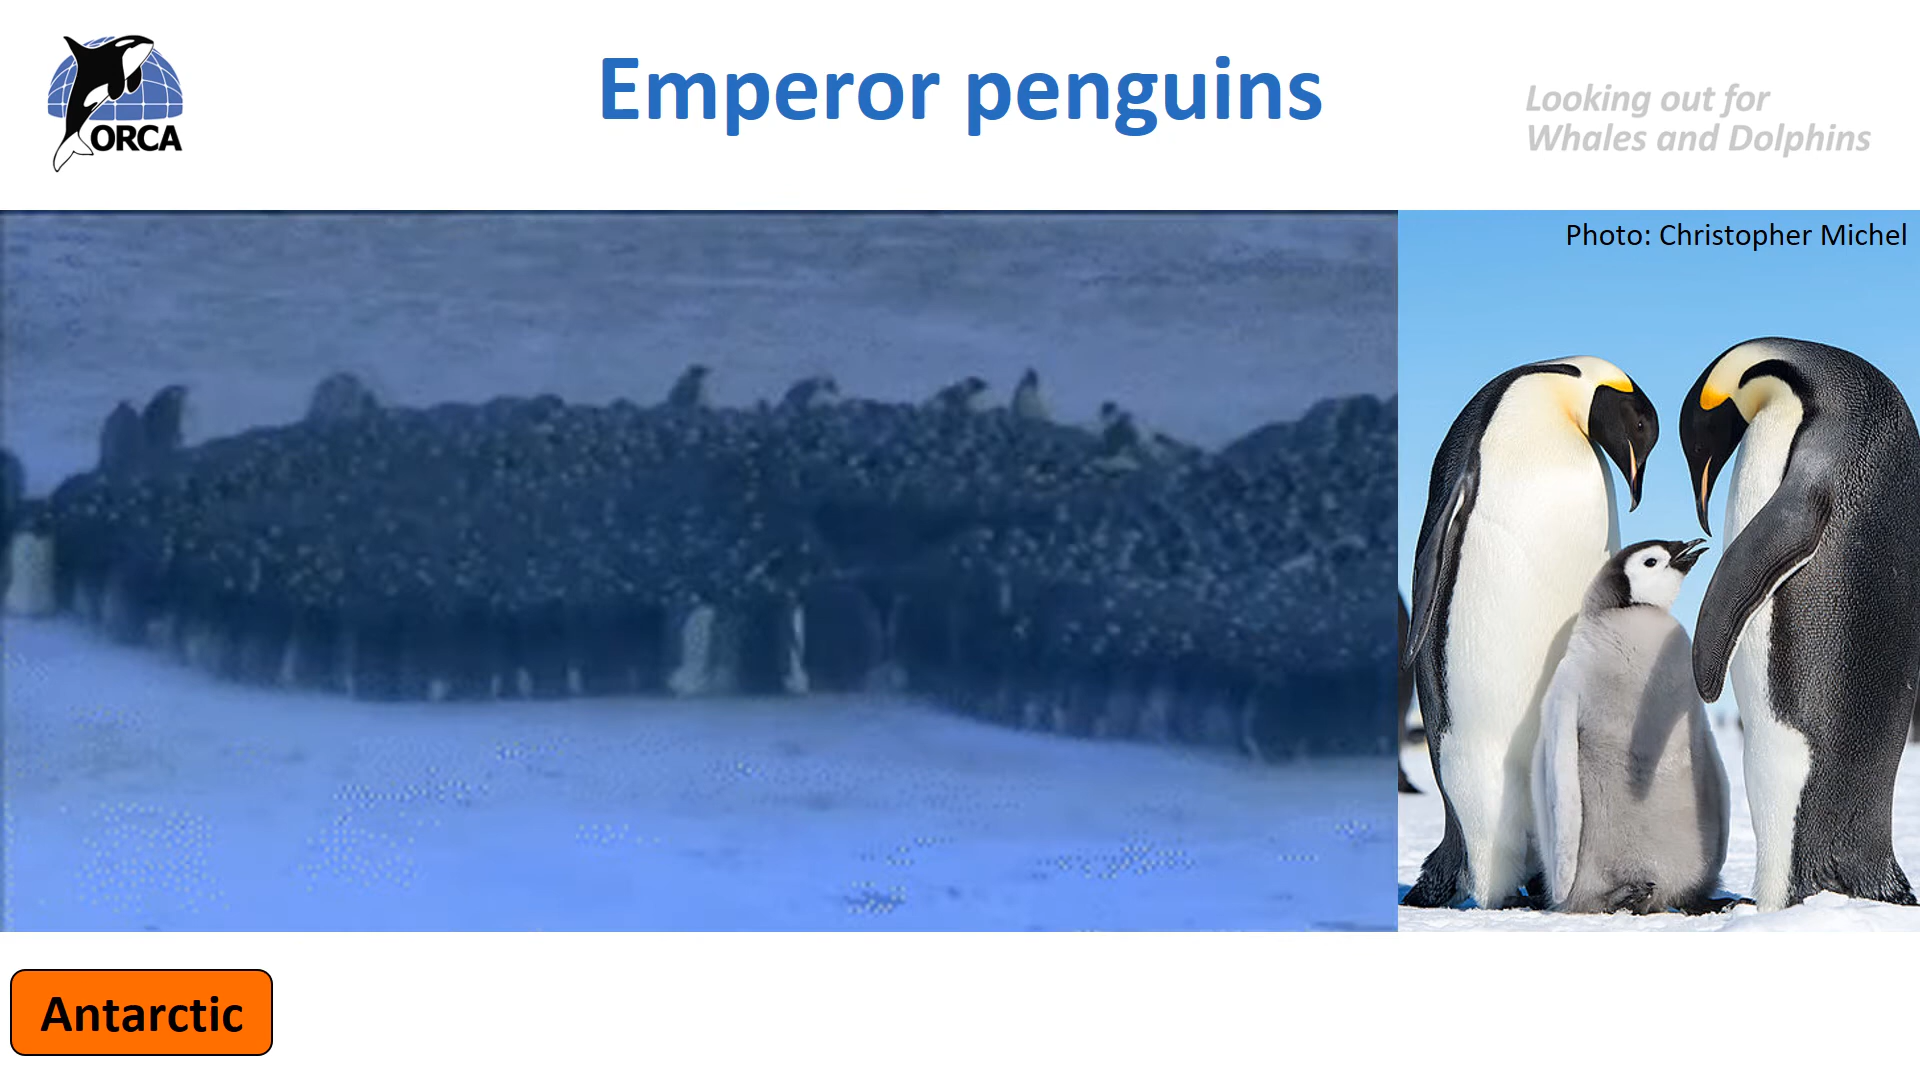 ORCA
Emperor penguins
Looking out for
Whales and Dolphins
Photo: Christopher Michel
Antarctic